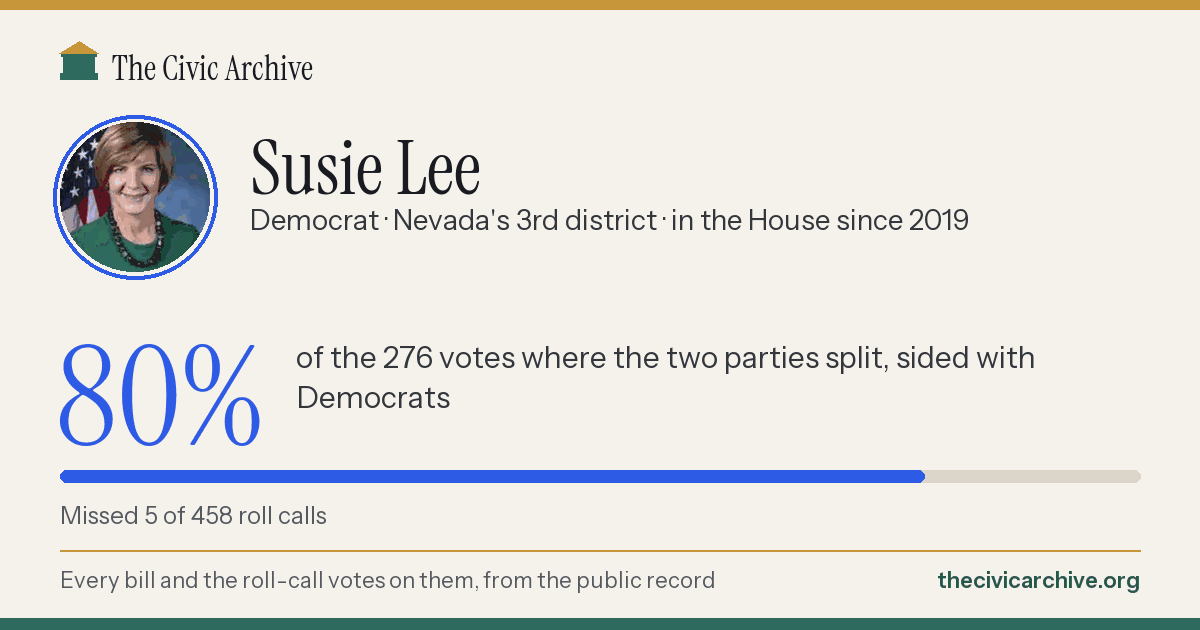 The Civic Archive
Susie Lee
Democrat · Nevada's 3rd district · in the House since 2019
80%
of the 276 votes where the two parties split, sided with
Democrats
Missed 5 of 458 roll calls
Every bill and the roll-call votes on them, from the public record
thecivicarchive.org